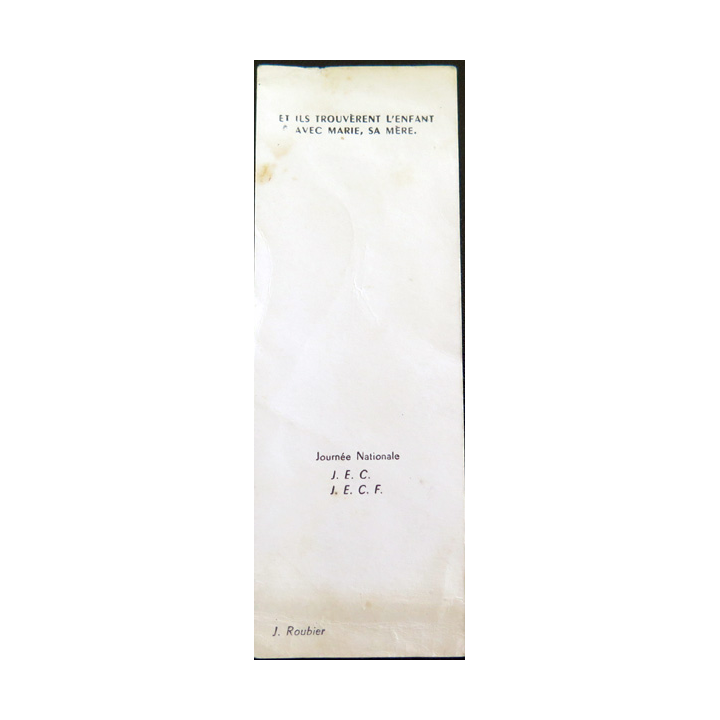 ET ILS TROUVÈRENT L'ENFANT
AVEC MARIE, SA MÈRE.
Journée Nationale
J. E. C.
J. E. C. F.
J. Roubier